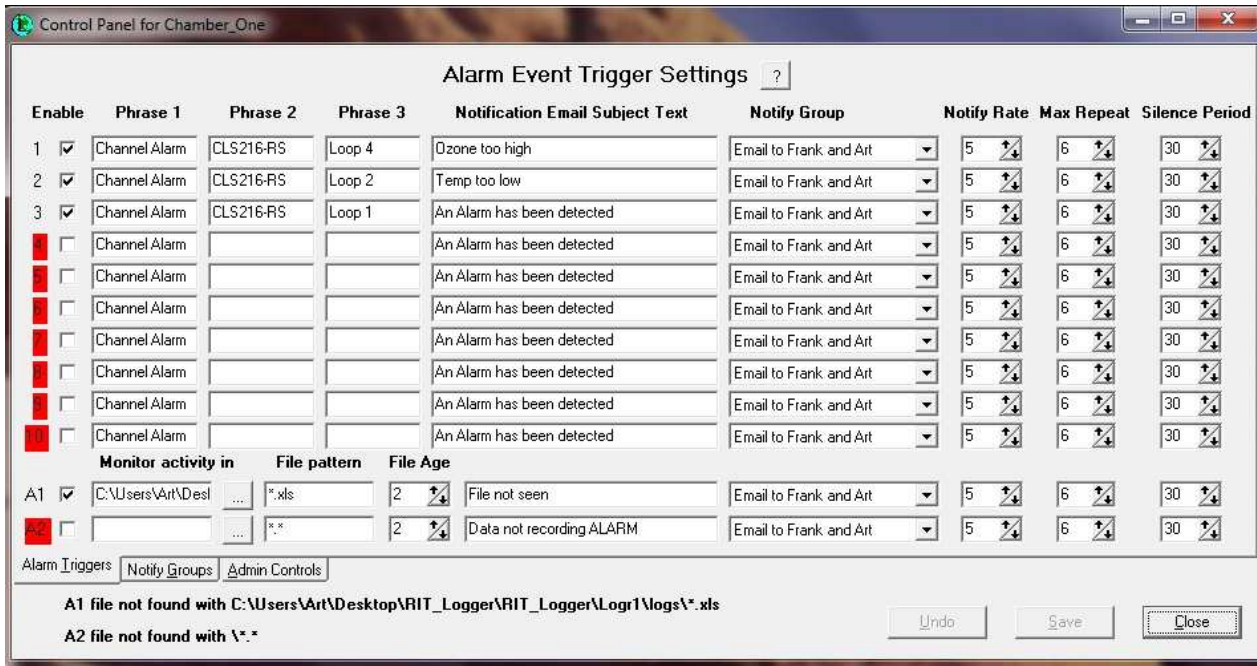 Control Panel for Chamber_One
Alarm Event Trigger Settings ?
Enable Phrase 1 Phrase 2 Phrase 3 Notification Email Subject Text Notify Group Notify Rate Max Repeat Silence Period
1 Channel Alarm CLS216-RS Loop 4 Ozone too high Email to Frank and Art 5 6 30
2 Channel Alarm CLS216-RS Loop 2 Temp too low Email to Frank and Art 5 6 30
3 Channel Alarm CLS216-RS Loop 1 An Alarm has been detected Email to Frank and Art 5 6 30
4 Channel Alarm An Alarm has been detected Email to Frank and Art 5 6 30
5 Channel Alarm An Alarm has been detected Email to Frank and Art 5 6 30
6 Channel Alarm An Alarm has been detected Email to Frank and Art 5 6 30
7 Channel Alarm An Alarm has been detected Email to Frank and Art 5 6 30
8 Channel Alarm An Alarm has been detected Email to Frank and Art 5 6 30
9 Channel Alarm An Alarm has been detected Email to Frank and Art 5 6 30
10 Channel Alarm An Alarm has been detected Email to Frank and Art 5 6 30
Monitor activity in File pattern File Age
A1 C:\Users\Art\Desl ... *.xls 2 File not seen Email to Frank and Art 5 6 30
A2 ... *.* 2 Data not recording ALARM Email to Frank and Art 5 6 30
Alarm Triggers Notify Groups Admin Controls
A1 file not found with C:\Users\Art\Desktop\RIT_Logger\RIT_Logger\Logr1\logs\*.xls
A2 file not found with \*.*
Undo Save Close